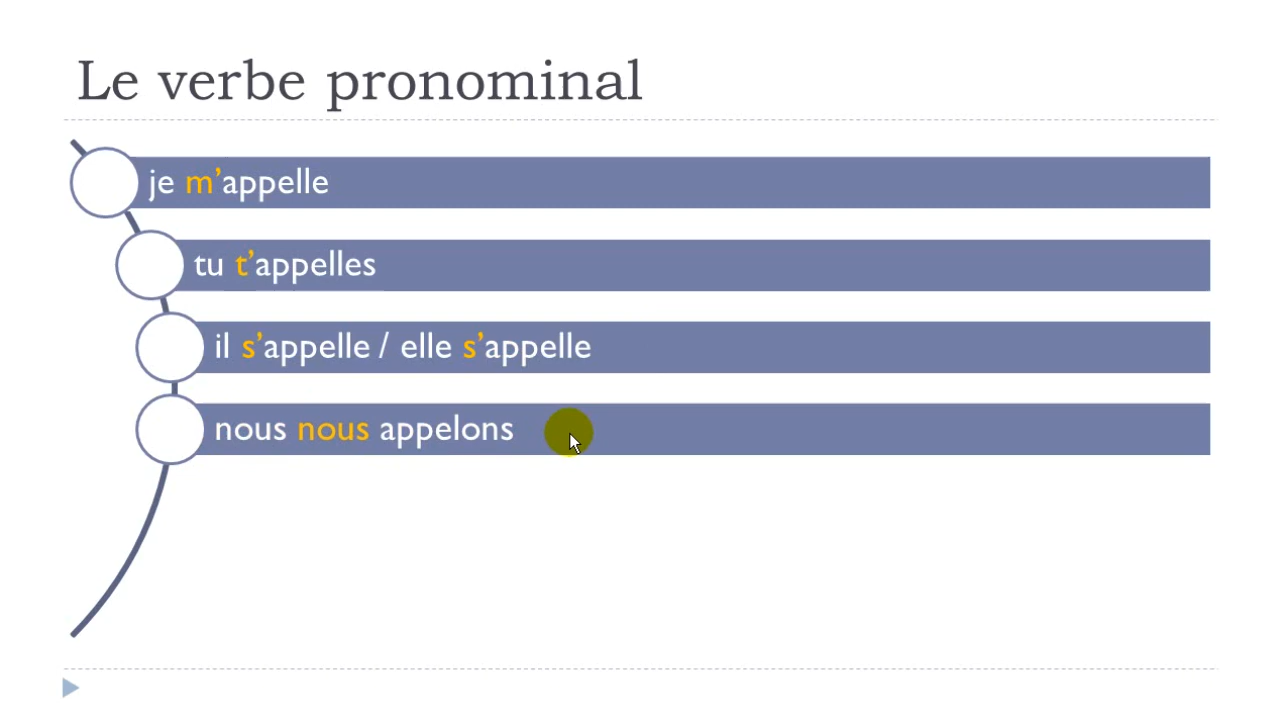 Le verbe pronominal
je m’appelle
tu t’appelles
il s’appelle / elle s’appelle
nous nous appelons